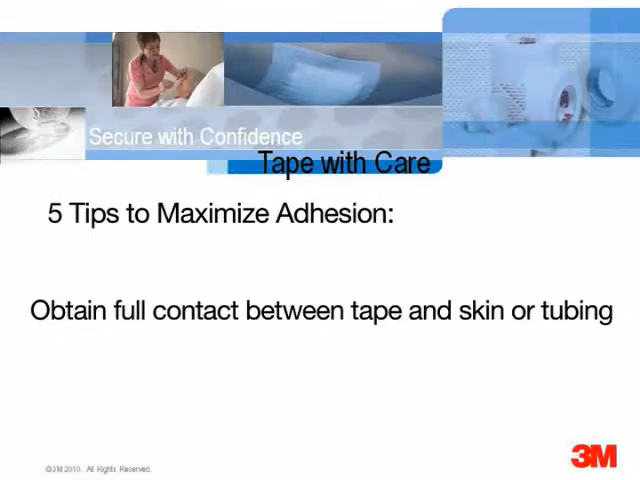 Secure with Confidence
Tape with Care
5 Tips to Maximize Adhesion:
Obtain full contact between tape and skin or tubing
©3M 2010. All Rights Reserved.
3M